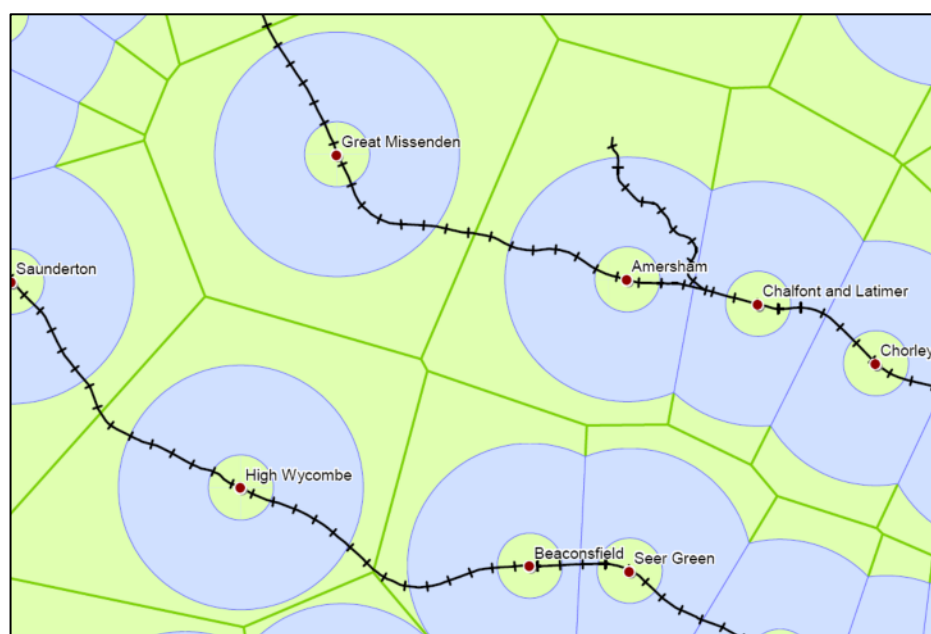 Great Missenden
Saunderton
Amersham
Chalfont and Latimer
Chorley
High Wycombe
Beaconsfield
Seer Green